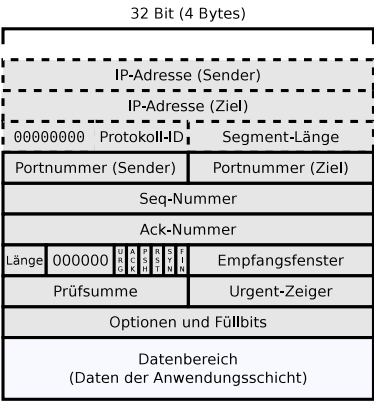 32 Bit (4 Bytes)
IP-Adresse (Sender)
IP-Adresse (Ziel)
00000000 Protokoll-ID Segment-Länge
Portnummer (Sender) Portnummer (Ziel)
Seq-Nummer
Ack-Nummer
Länge 000000 URG ACK PSH RST SYN FIN Empfangsfenster
Prüfsumme Urgent-Zeiger
Optionen und Füllbits
Datenbereich
(Daten der Anwendungsschicht)